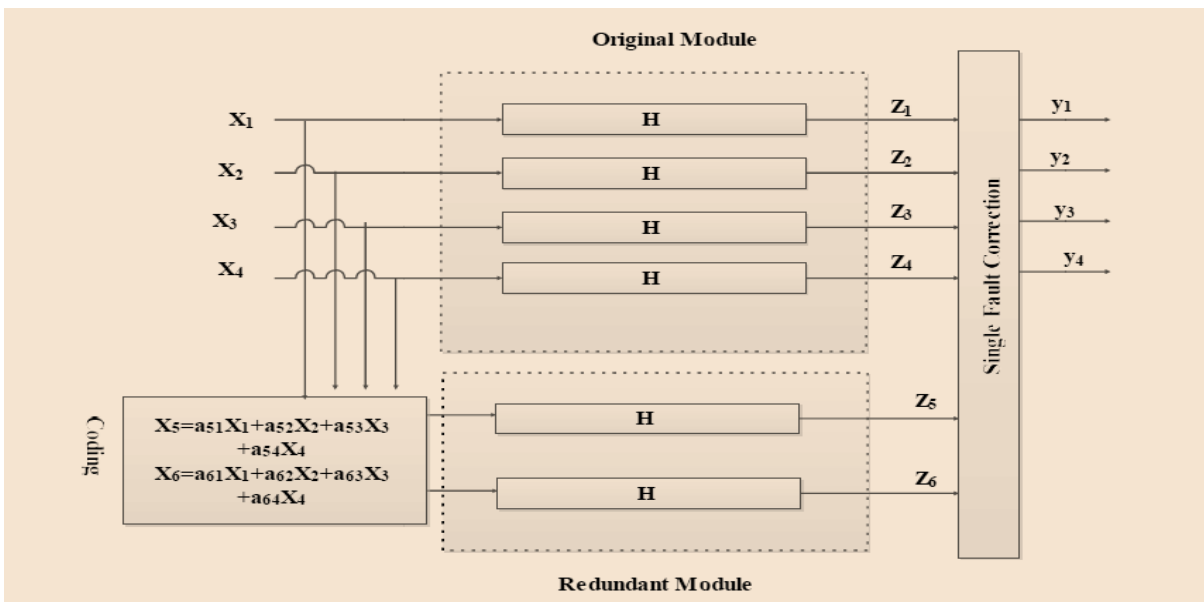 Original Module
X1
H
Z1
y1
X2
H
Z2
y2
X3
H
Z3
y3
X4
H
Z4
y4
Single Fault Correction
Coding
X5=a51X1+a52X2+a53X3
+a54X4
X6=a61X1+a62X2+a63X3
+a64X4
H
Z5
H
Z6
Redundant Module